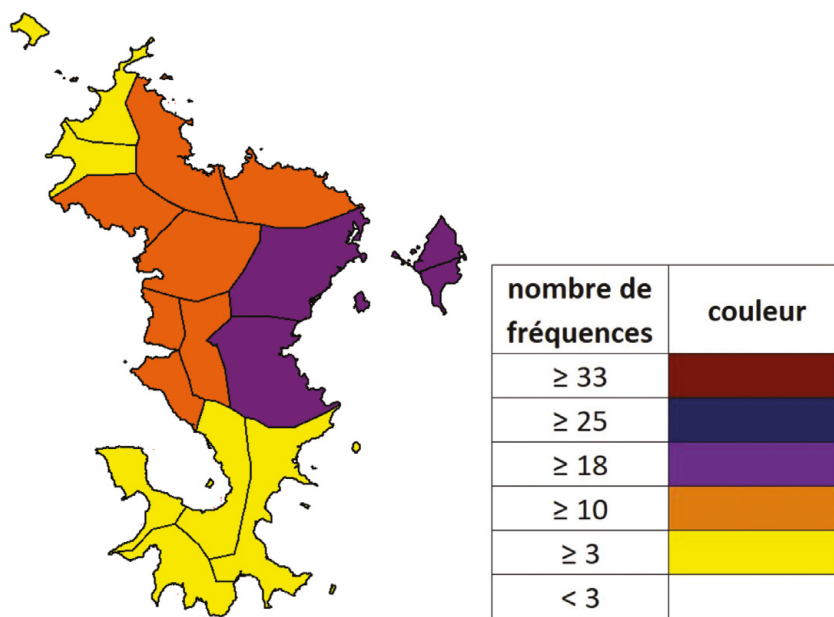 nombre de
fréquences
couleur
≥ 33
≥ 25
≥ 18
≥ 10
≥ 3
< 3